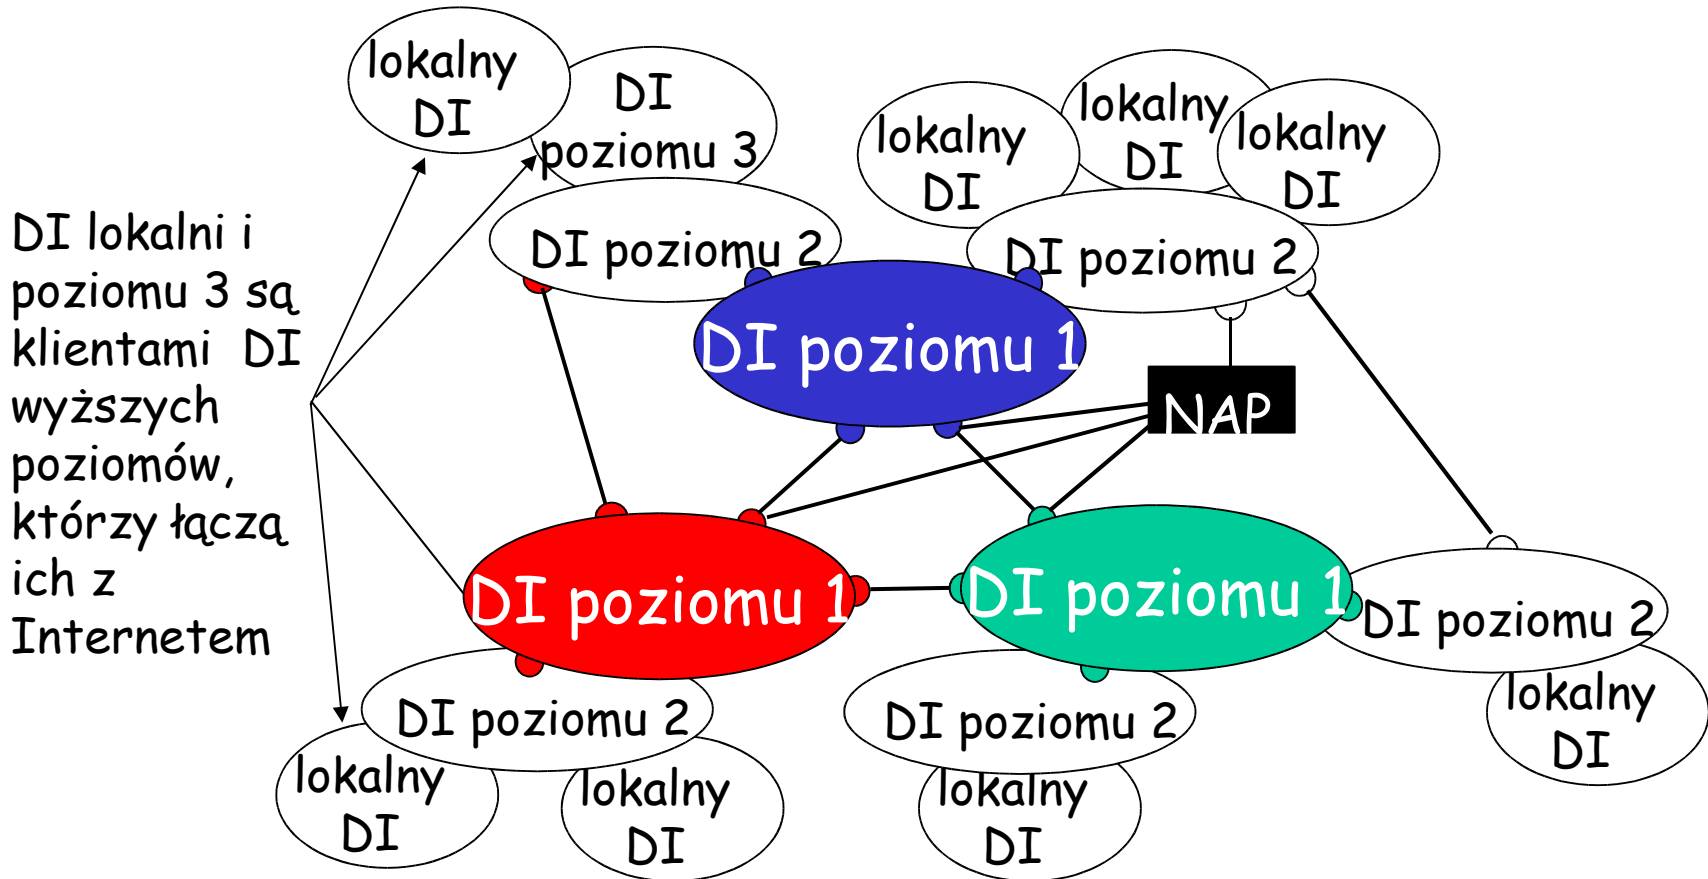 lokalny
DI
DI
poziomu 3
lokalny
DI
lokalny
DI
lokalny
DI
DI lokalni i
poziomu 3 są
klientami DI
wyższych
poziomów,
którzy łączą
ich z
Internetem
DI poziomu 2
DI poziomu 2
DI poziomu 1
NAP
DI poziomu 1
DI poziomu 1
DI poziomu 2
DI poziomu 2
DI poziomu 2
lokalny
DI
lokalny
DI
lokalny
DI
lokalny
DI